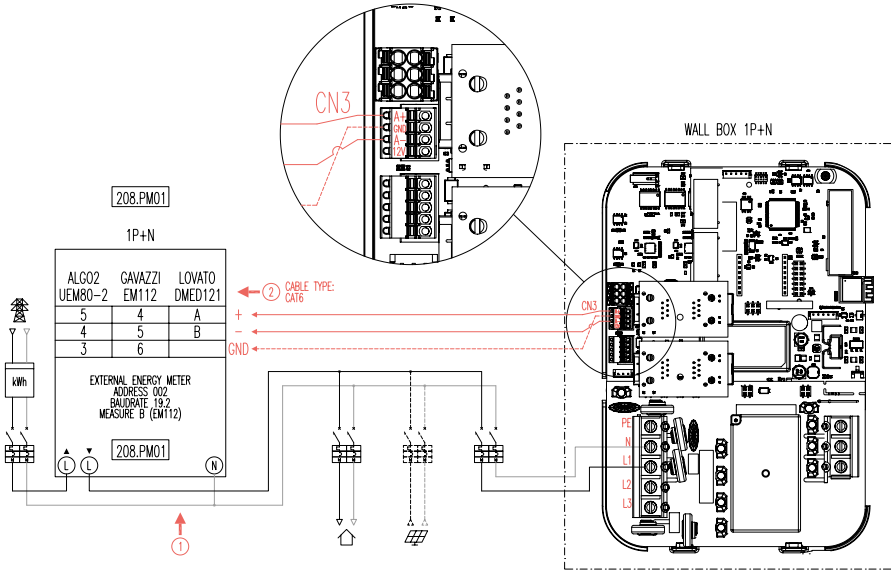 CN3
A+
GND
A-
12V
WALL BOX 1P+N
208.PM01
1P+N
ALGO2 GAVAZZI LOVATO
UEM80-2 EM112 DMED121
5 4 A +
4 5 B -
3 6 GND
2 CABLE TYPE:
CAT6
CN3
kWh
EXTERNAL ENERGY METER
ADDRESS 002
BAUDRATE 19.2
MEASURE B (EM112)
208.PM01
L L N
1
PE
N
L1
L2
L3